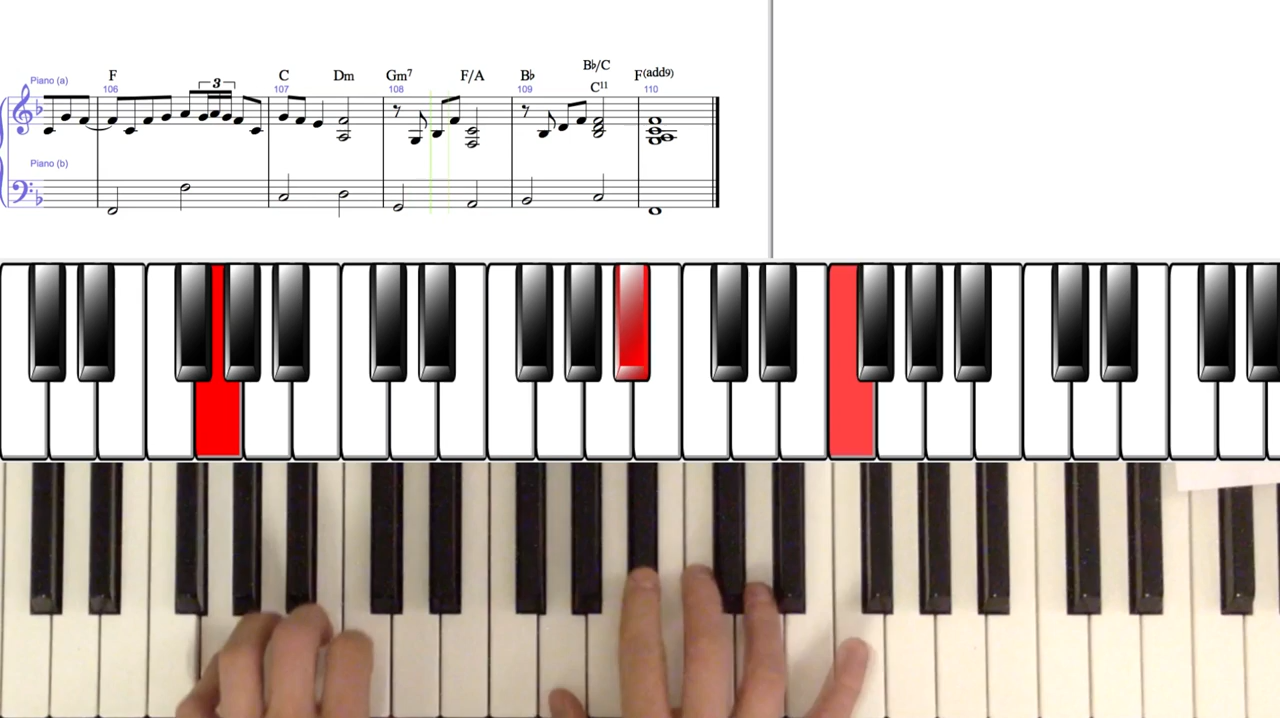 B♭/C
F C Dm Gm7 F/A B♭ C11 F(add9)
Piano (a) 106 3 107 108 109 110
Piano (b)